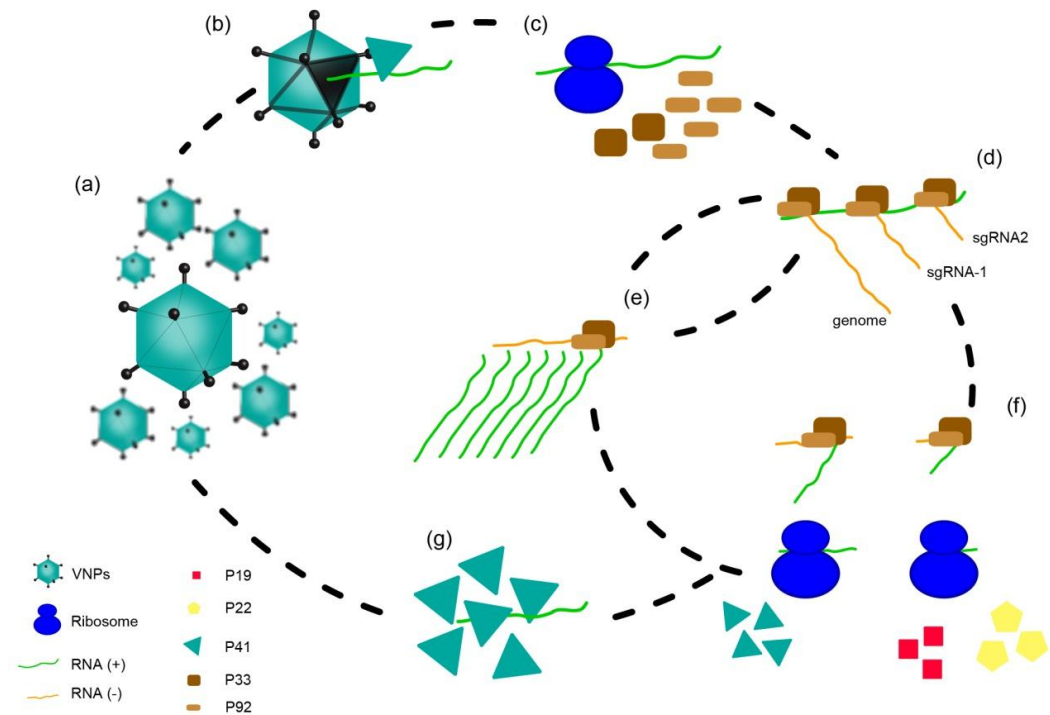 (b)
(c)
(a)
(d)
sgRNA2
sgRNA-1
genome
(e)
(f)
(g)
VNPs
Ribosome
RNA (+)
RNA (-)
P19
P22
P41
P33
P92